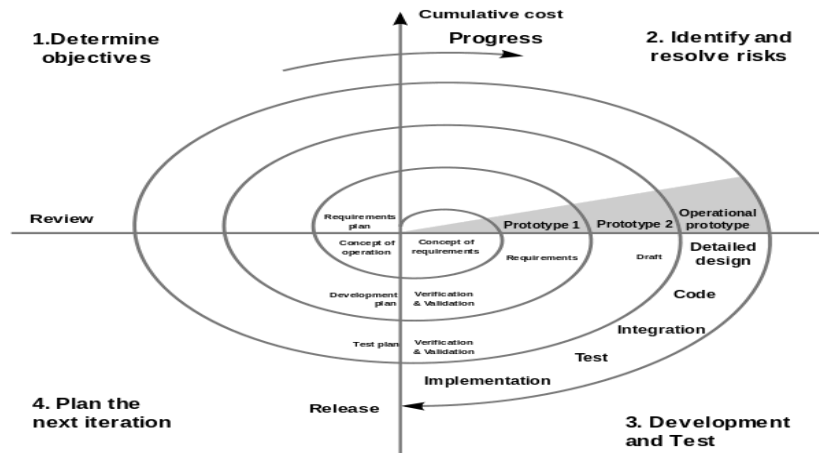 Cumulative cost
1.Determine
objectives
Progress
2. Identify and
resolve risks
Review
Requirements
plan
Prototype 1
Prototype 2
Operational
prototype
Concept of
operation
Concept of
requirements
Requirements
Draft
Detailed
design
Development
plan
Verification
& Validation
Code
Test plan
Verification
& Validation
Integration
Test
Implementation
4. Plan the
next iteration
Release
3. Development
and Test